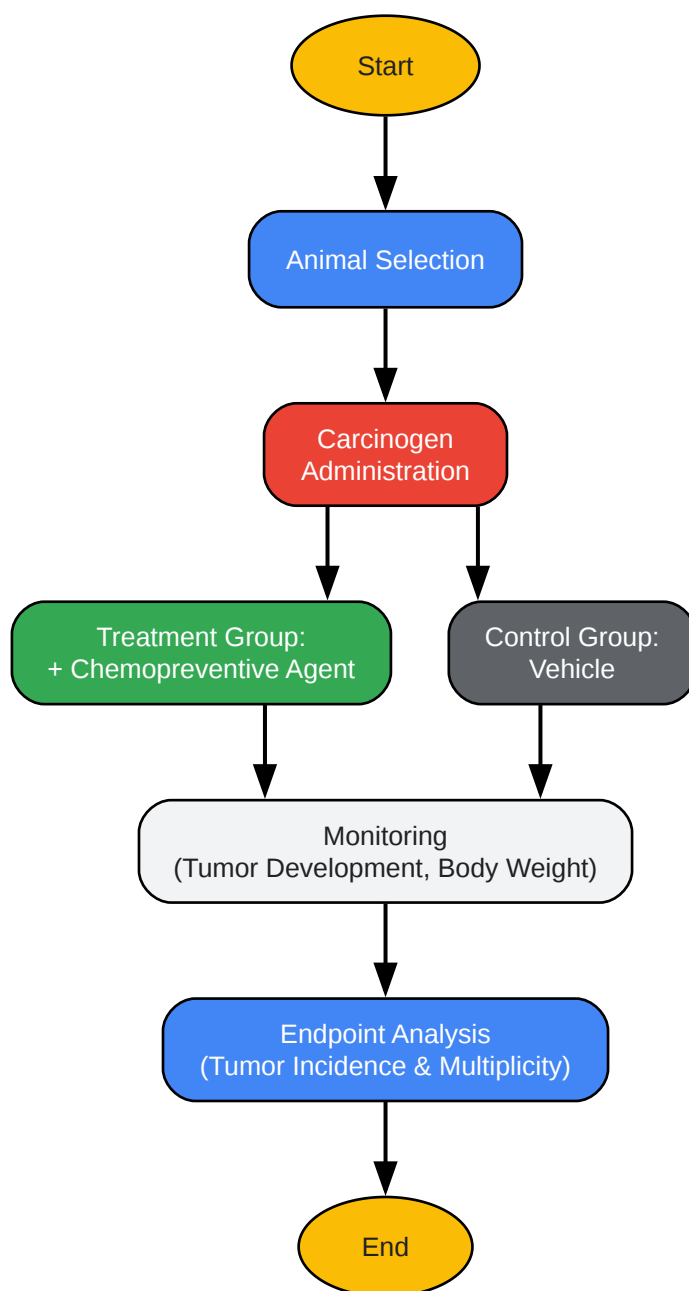 Start
Animal Selection
Carcinogen
Administration
Treatment Group:
+ Chemopreventive Agent
Control Group:
Vehicle
Monitoring
(Tumor Development, Body Weight)
Endpoint Analysis
(Tumor Incidence & Multiplicity)
End